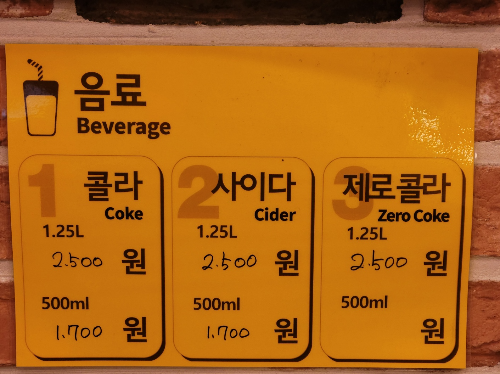 음료
Beverage
1 콜라
Coke
1.25L
2.500 원
500ml
1.700 원
2 사이다
Cider
1.25L
2.500 원
500ml
1.700 원
3 제로콜라
Zero Coke
1.25L
2.500 원
500ml
원